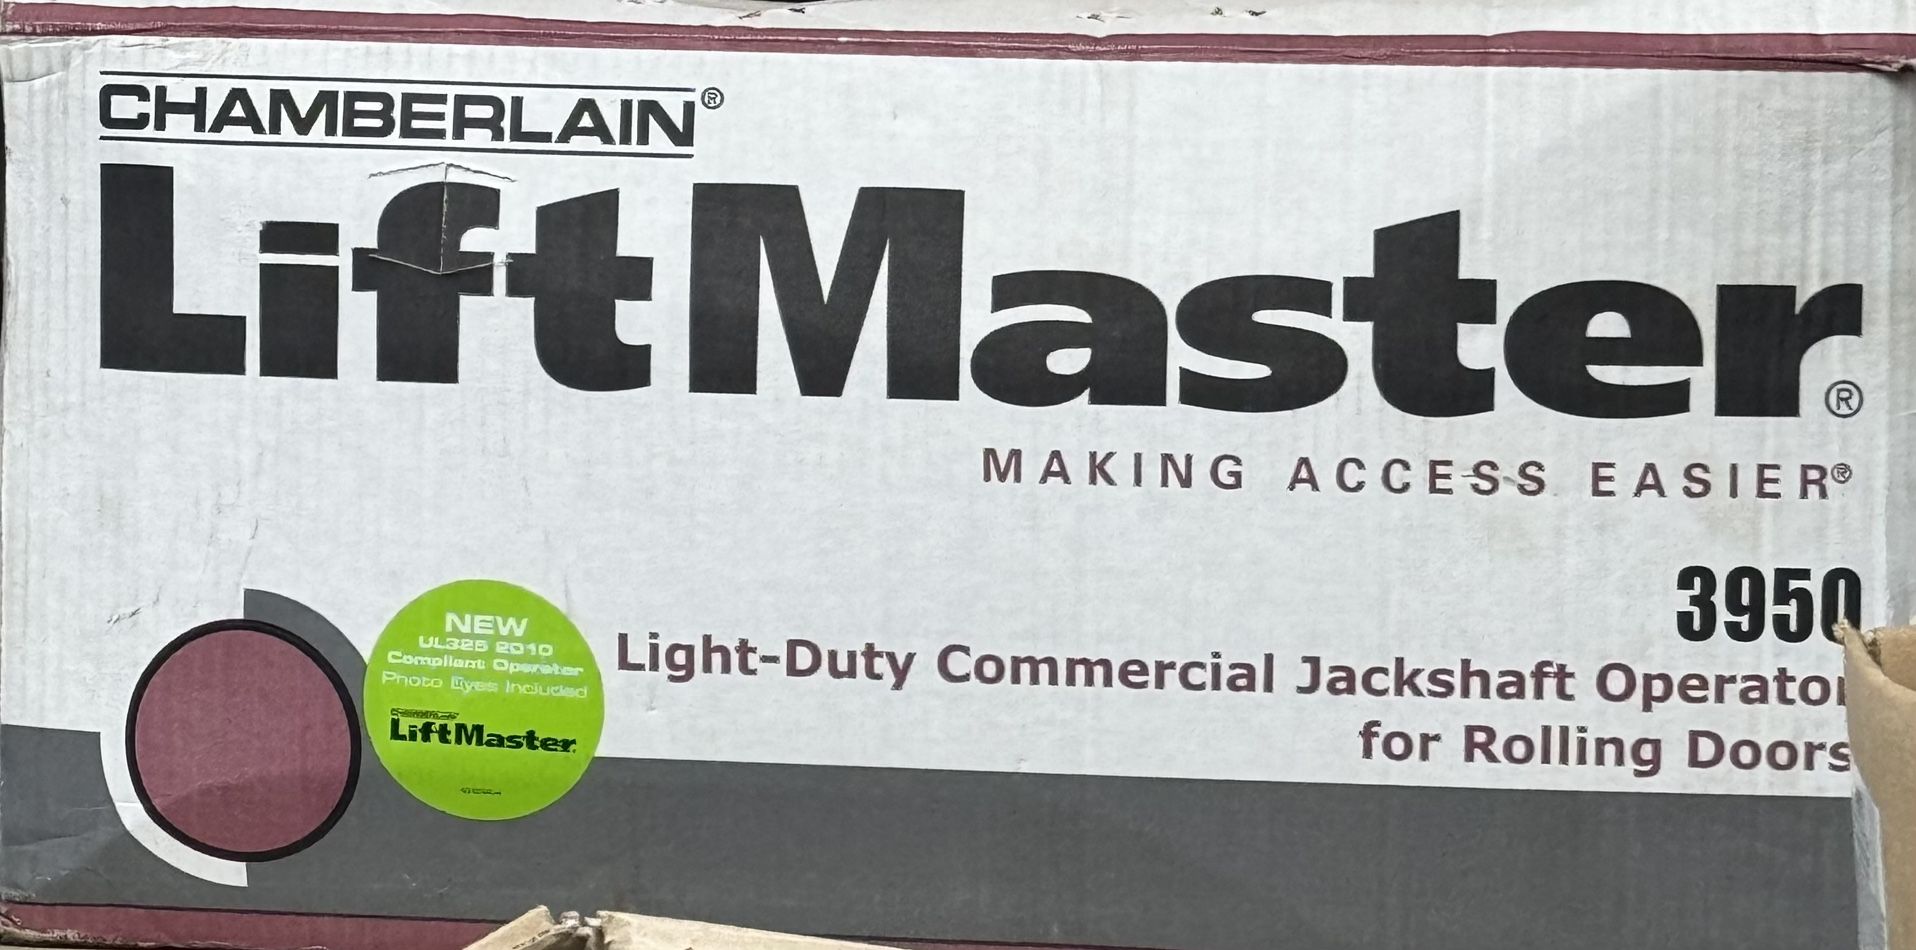 CHAMBERLAIN®
LiftMaster®
MAKING ACCESS EASIER®
3950
Light-Duty Commercial Jackshaft Operator
for Rolling Doors
NEW
UL325 2010
Compliant Operator
Photo Eyes Included
CHAMBERLAIN
LiftMaster